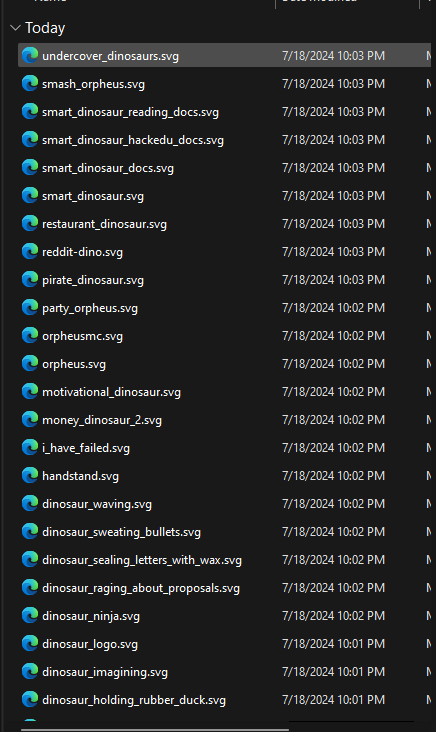 Today
undercover_dinosaurs.svg 7/18/2024 10:03 PM
smash_orpheus.svg 7/18/2024 10:03 PM
smart_dinosaur_reading_docs.svg 7/18/2024 10:03 PM
smart_dinosaur_hackedu_docs.svg 7/18/2024 10:03 PM
smart_dinosaur_docs.svg 7/18/2024 10:03 PM
smart_dinosaur.svg 7/18/2024 10:03 PM
restaurant_dinosaur.svg 7/18/2024 10:03 PM
reddit-dino.svg 7/18/2024 10:03 PM
pirate_dinosaur.svg 7/18/2024 10:03 PM
party_orpheus.svg 7/18/2024 10:02 PM
orpheusmc.svg 7/18/2024 10:02 PM
orpheus.svg 7/18/2024 10:02 PM
motivational_dinosaur.svg 7/18/2024 10:02 PM
money_dinosaur_2.svg 7/18/2024 10:02 PM
i_have_failed.svg 7/18/2024 10:02 PM
handstand.svg 7/18/2024 10:02 PM
dinosaur_waving.svg 7/18/2024 10:02 PM
dinosaur_sweating_bullets.svg 7/18/2024 10:02 PM
dinosaur_sealing_letters_with_wax.svg 7/18/2024 10:02 PM
dinosaur_raging_about_proposals.svg 7/18/2024 10:02 PM
dinosaur_ninja.svg 7/18/2024 10:02 PM
dinosaur_logo.svg 7/18/2024 10:01 PM
dinosaur_imagining.svg 7/18/2024 10:01 PM
dinosaur_holding_rubber_duck.svg 7/18/2024 10:01 PM